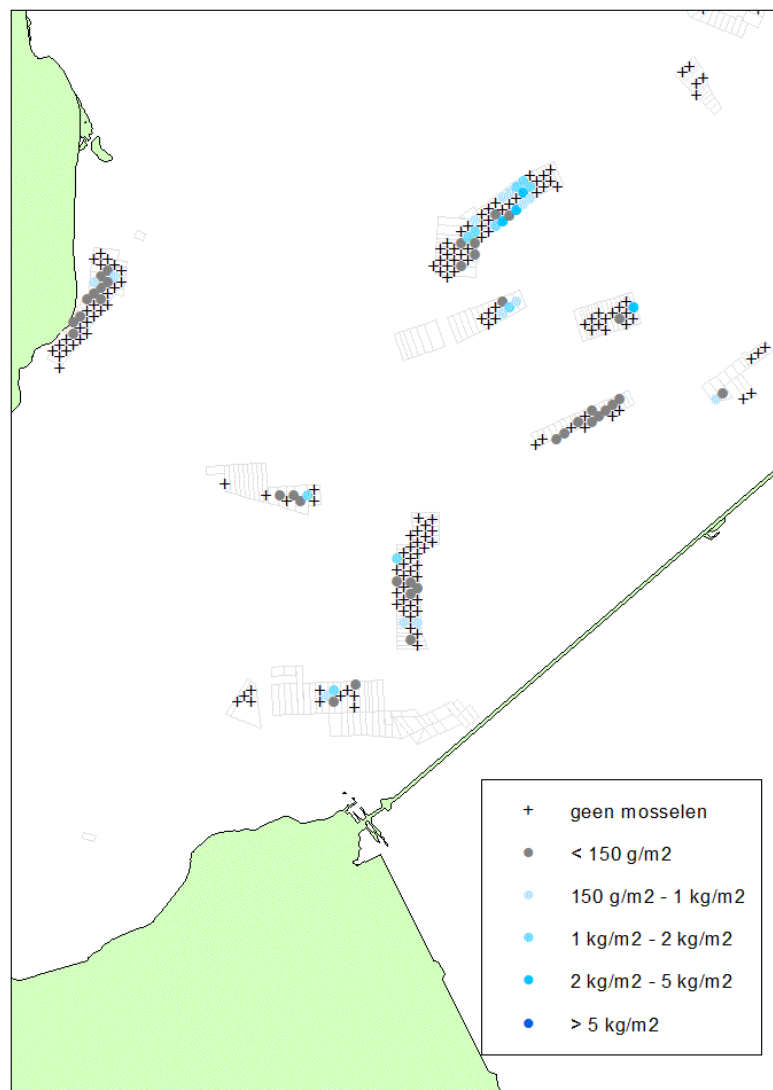 geen mosselen
< 150 g/m2
150 g/m2 - 1 kg/m2
1 kg/m2 - 2 kg/m2
2 kg/m2 - 5 kg/m2
> 5 kg/m2